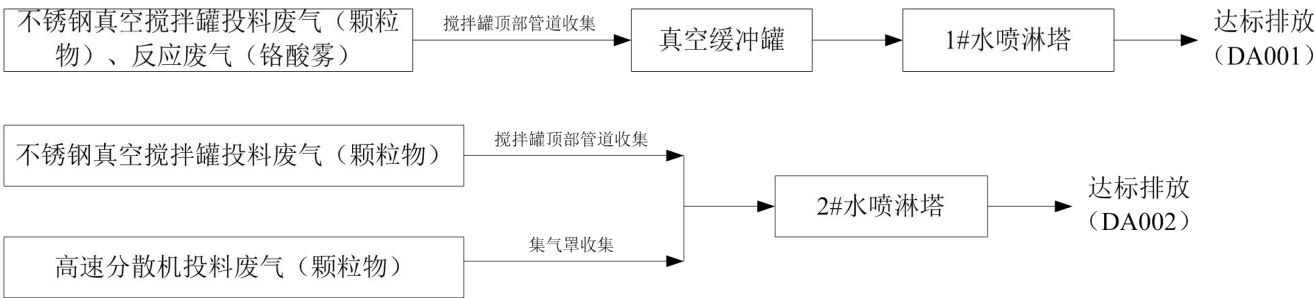 不锈钢真空搅拌罐投料废气（颗粒
物）、反应废气（铬酸雾）
搅拌罐顶部管道收集
真空缓冲罐
1#水喷淋塔
达标排放
（DA001）
不锈钢真空搅拌罐投料废气（颗粒物）
搅拌罐顶部管道收集
高速分散机投料废气（颗粒物）
集气罩收集
2#水喷淋塔
达标排放
（DA002）